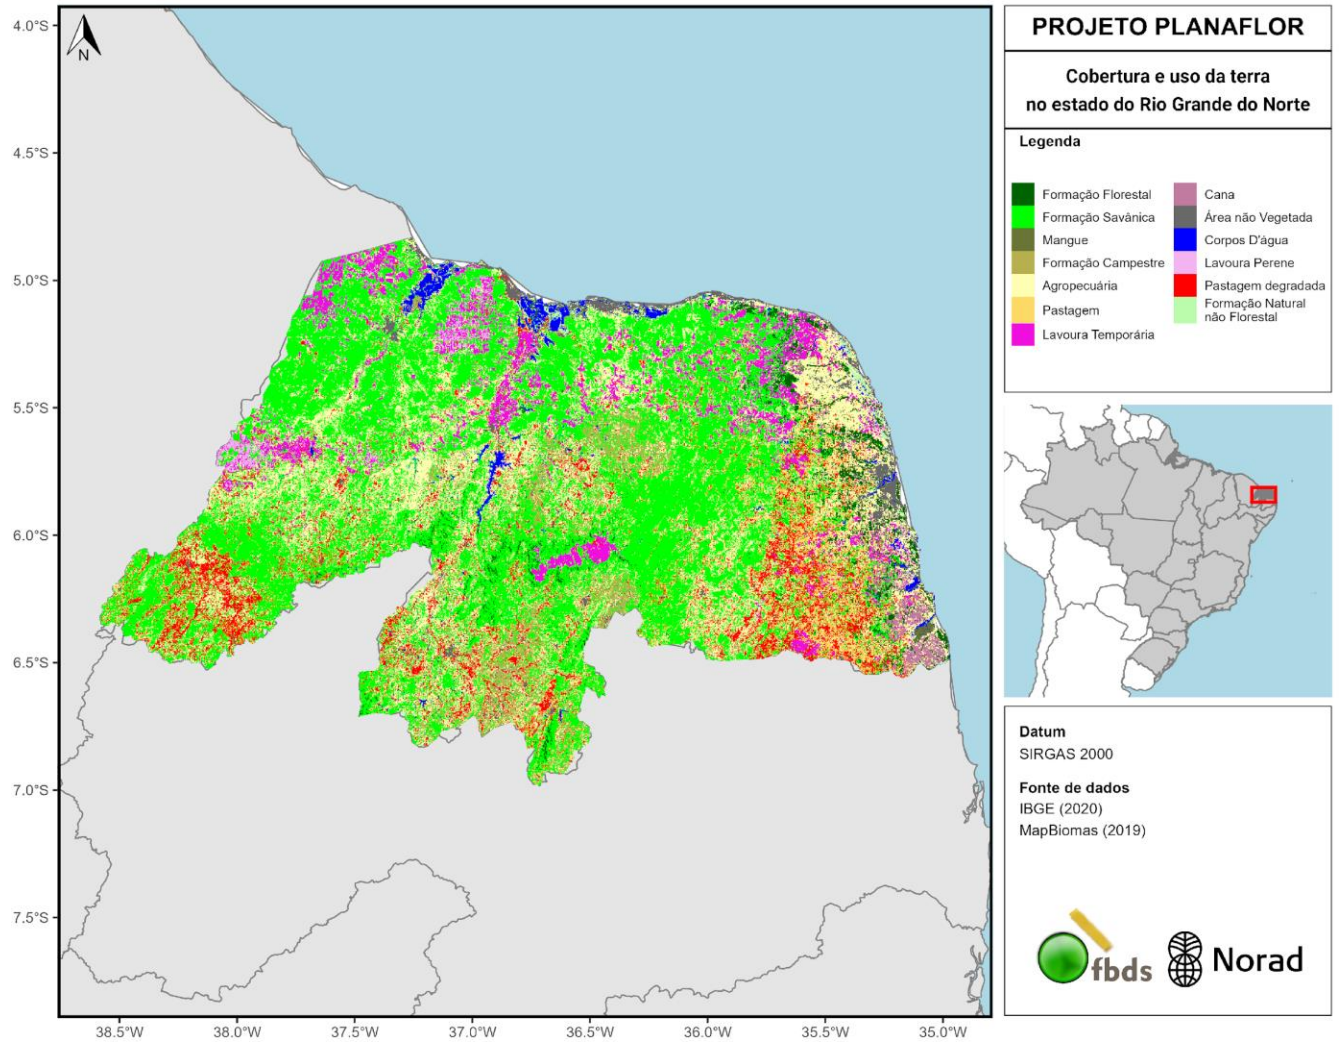 4.0°S
4.5°S
5.0°S
5.5°S
6.0°S
6.5°S
7.0°S
7.5°S
38.5°W
38.0°W
37.5°W
37.0°W
36.5°W
36.0°W
35.5°W
35.0°W
N
PROJETO PLANAFLOR
Cobertura e uso da terra
no estado do Rio Grande do Norte
Legenda
Formação Florestal
Formação Savânica
Mangue
Formação Campestre
Agropecuária
Pastagem
Lavoura Temporária
Cana
Área não Vegetada
Corpos D'água
Lavoura Perene
Pastagem degradada
Formação Natural
não Florestal
Datum
SIRGAS 2000
Fonte de dados
IBGE (2020)
MapBiomas (2019)
fbds
Norad